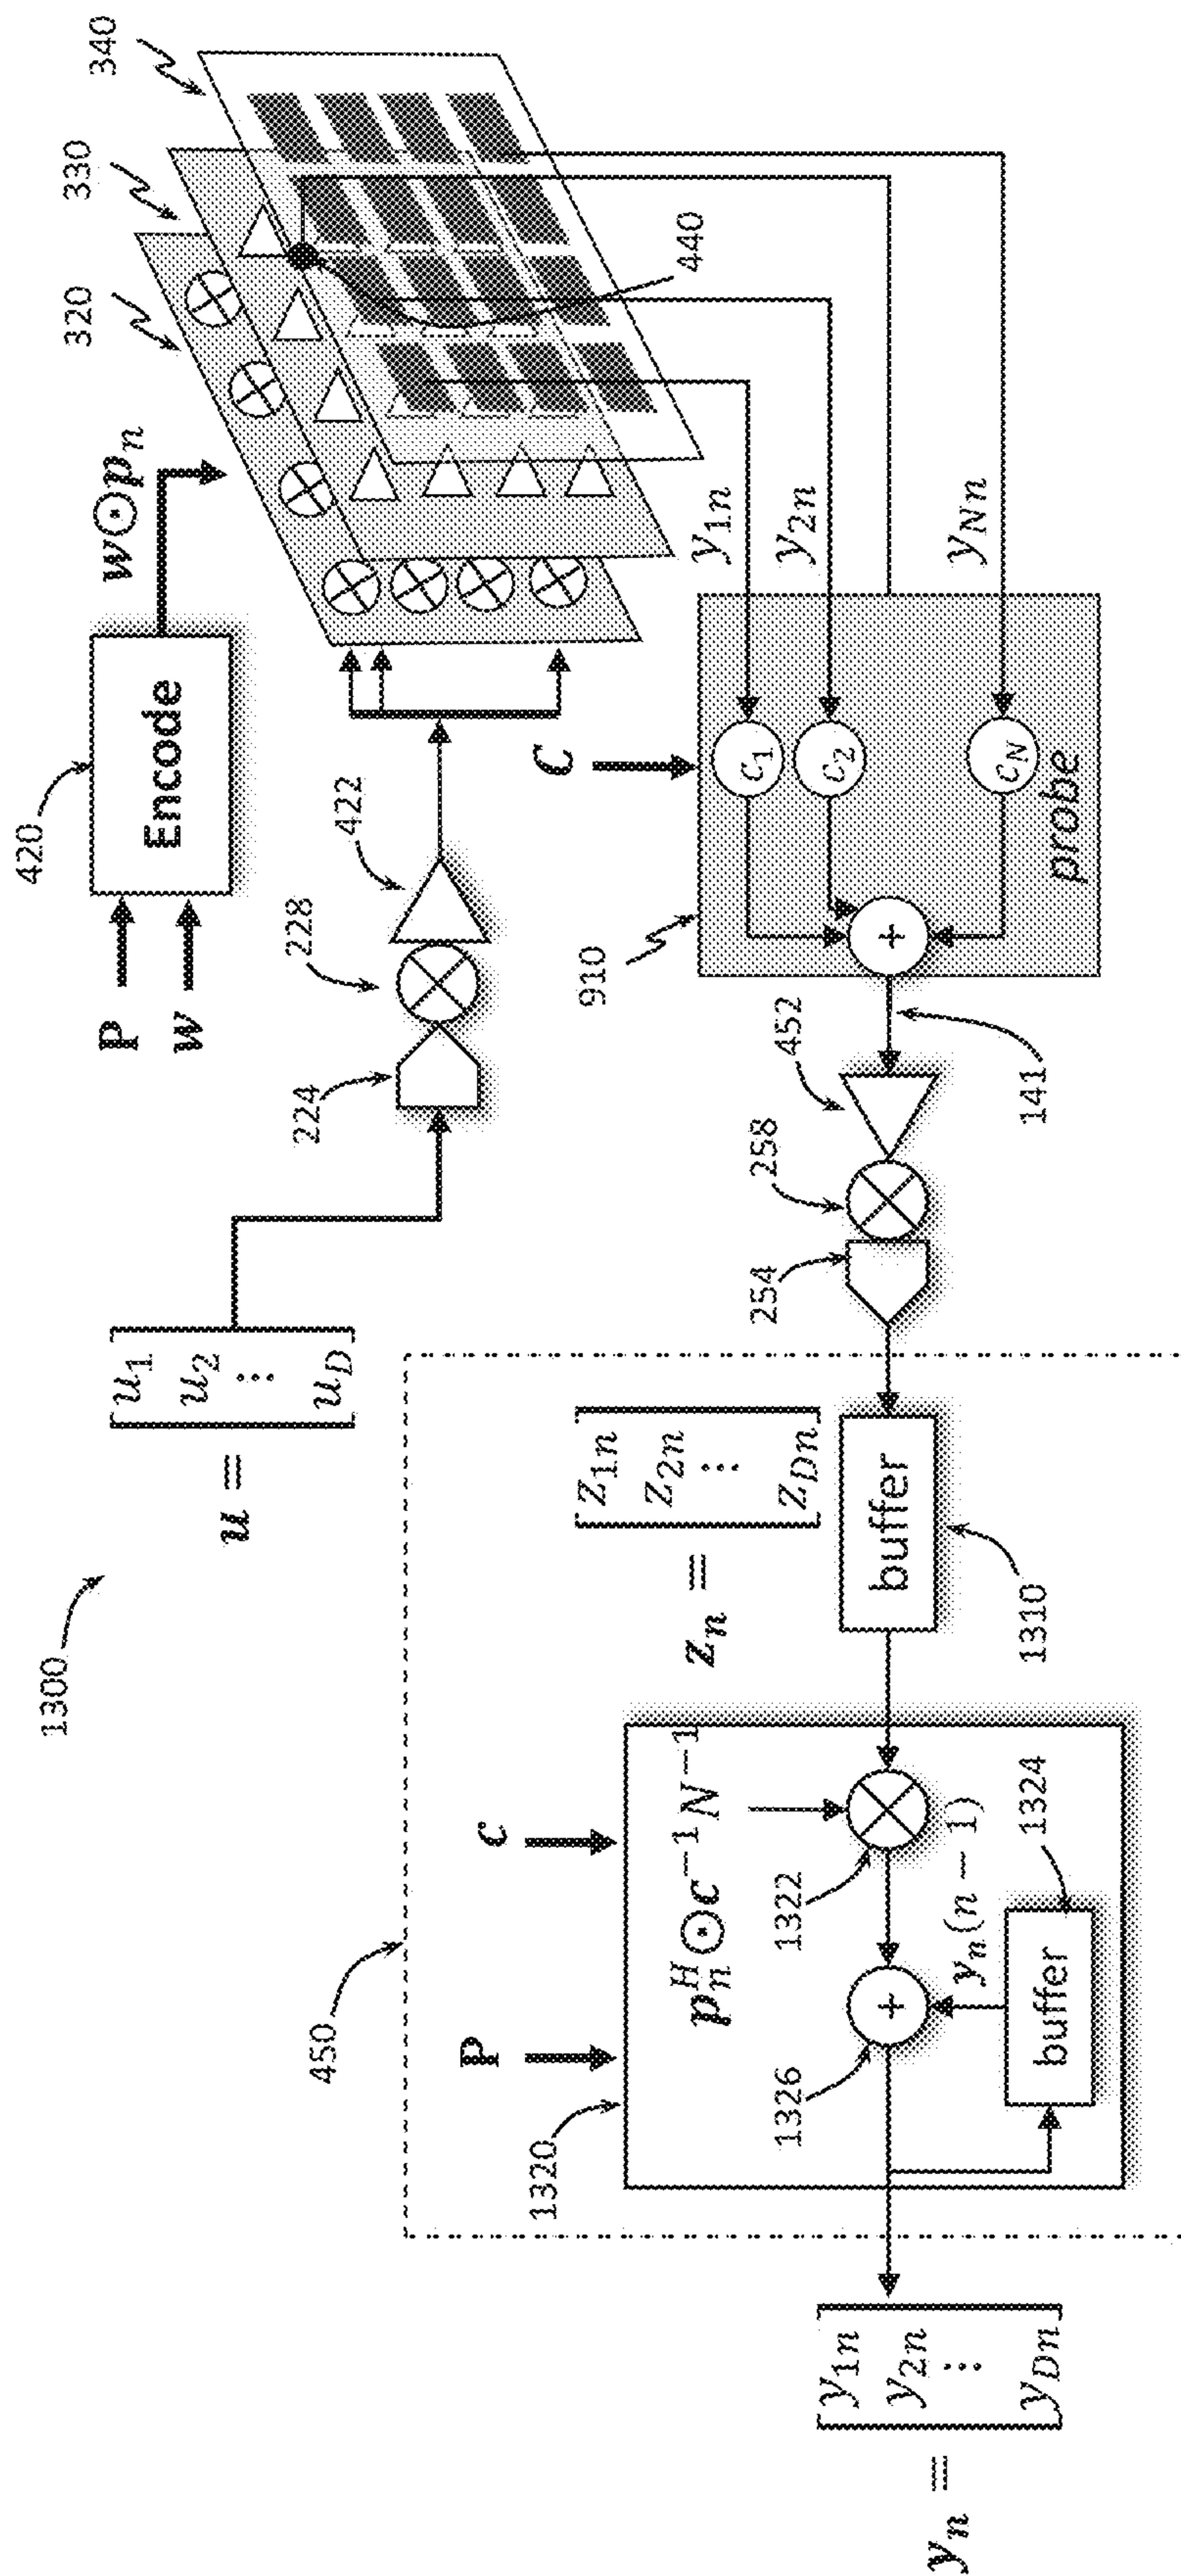 1300
u =
u₁
u₂
⋮
u_D
P
w
420
Encode
w⊙pₙ
320
330
340
224
228
422
440
450
1320
P
c
p_n^H⊙c⁻¹N⁻¹
1322
1326
yₙ(n − 1)
1324
buffer
zₙ =
z₁ₙ
z₂ₙ
⋮
z_Dn
buffer
1310
254
258
452
141
910
C
c₁
c₂
c_N
probe
y₁ₙ
y₂ₙ
y_Nn
yₙ =
y₁ₙ
y₂ₙ
⋮
y_Dn